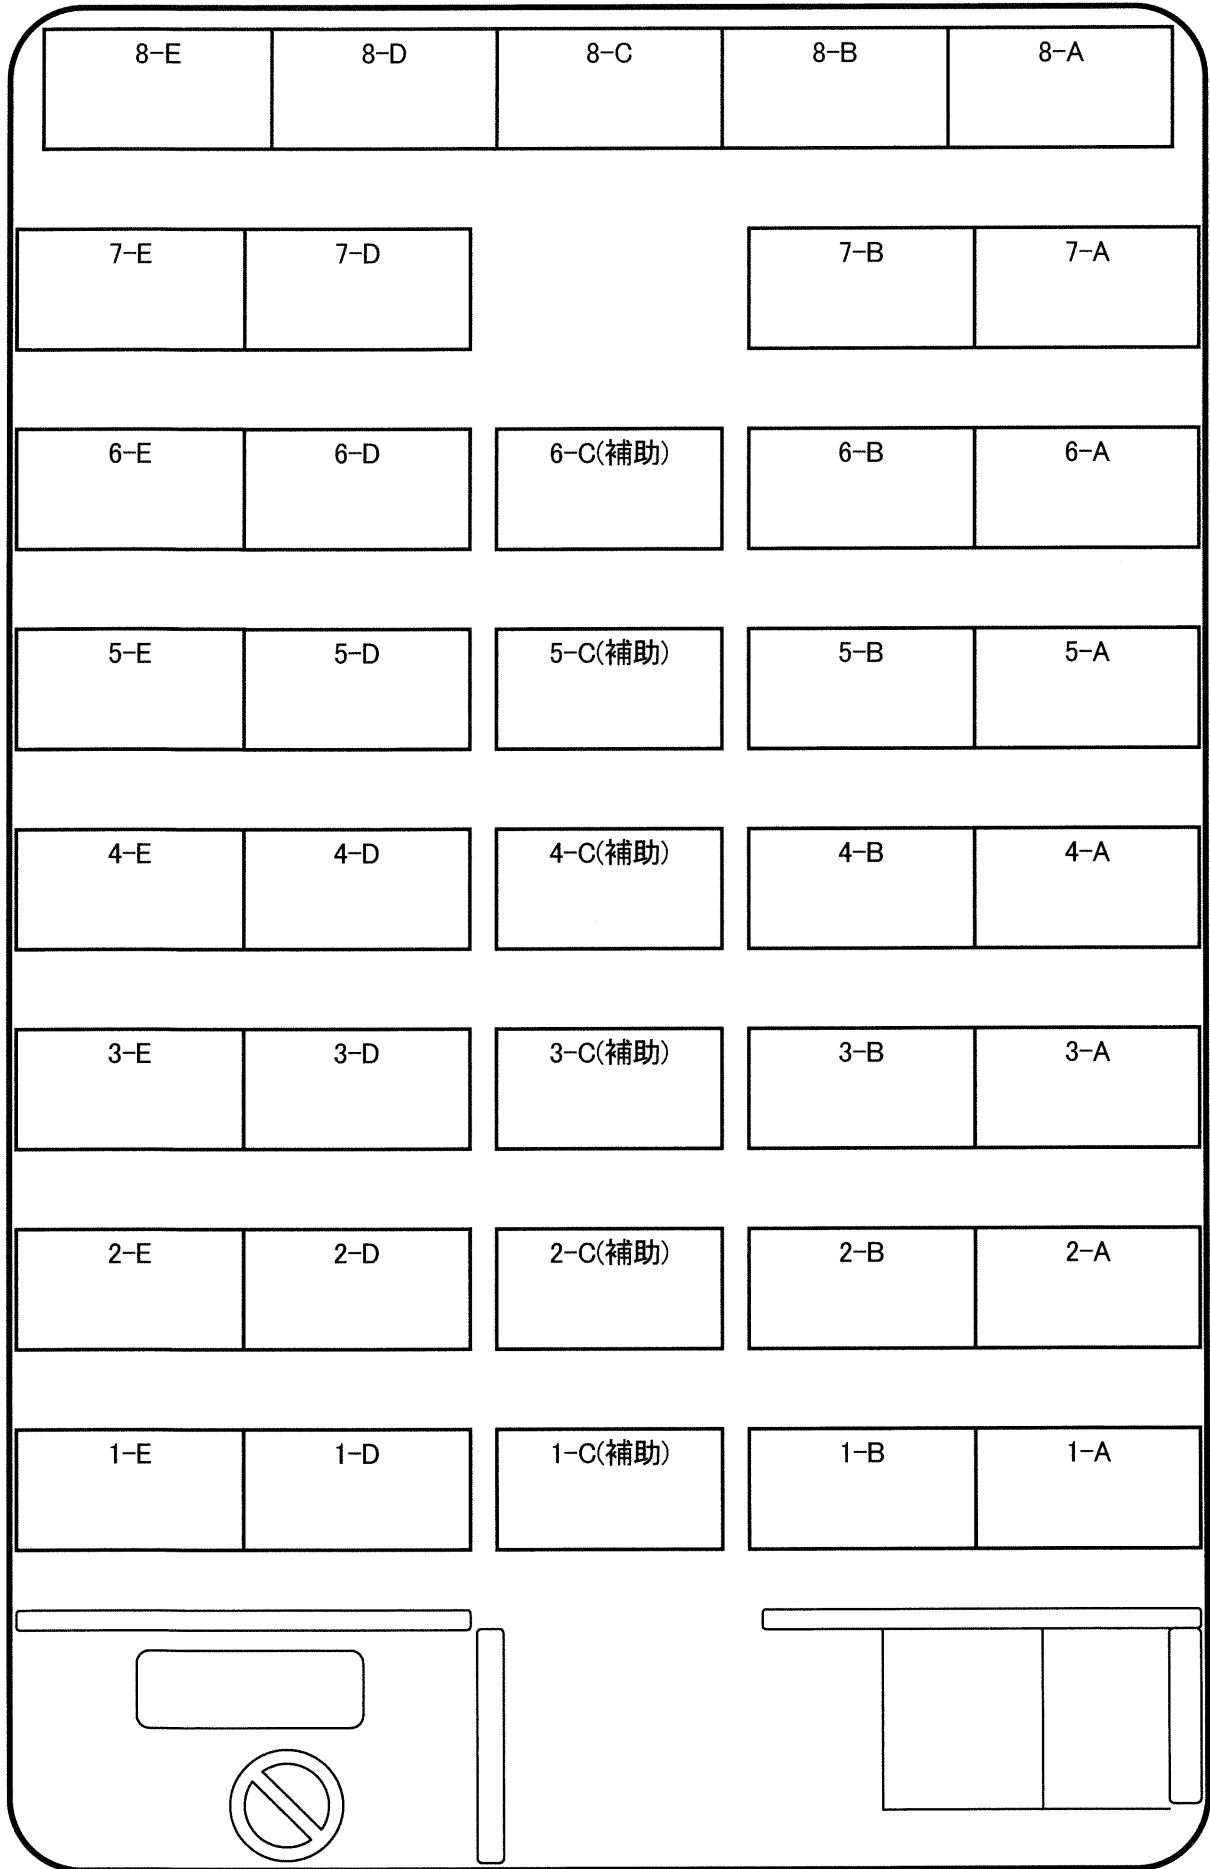 8-E 8-D 8-C 8-B 8-A
7-E 7-D 7-B 7-A
6-E 6-D 6-C(補助) 6-B 6-A
5-E 5-D 5-C(補助) 5-B 5-A
4-E 4-D 4-C(補助) 4-B 4-A
3-E 3-D 3-C(補助) 3-B 3-A
2-E 2-D 2-C(補助) 2-B 2-A
1-E 1-D 1-C(補助) 1-B 1-A